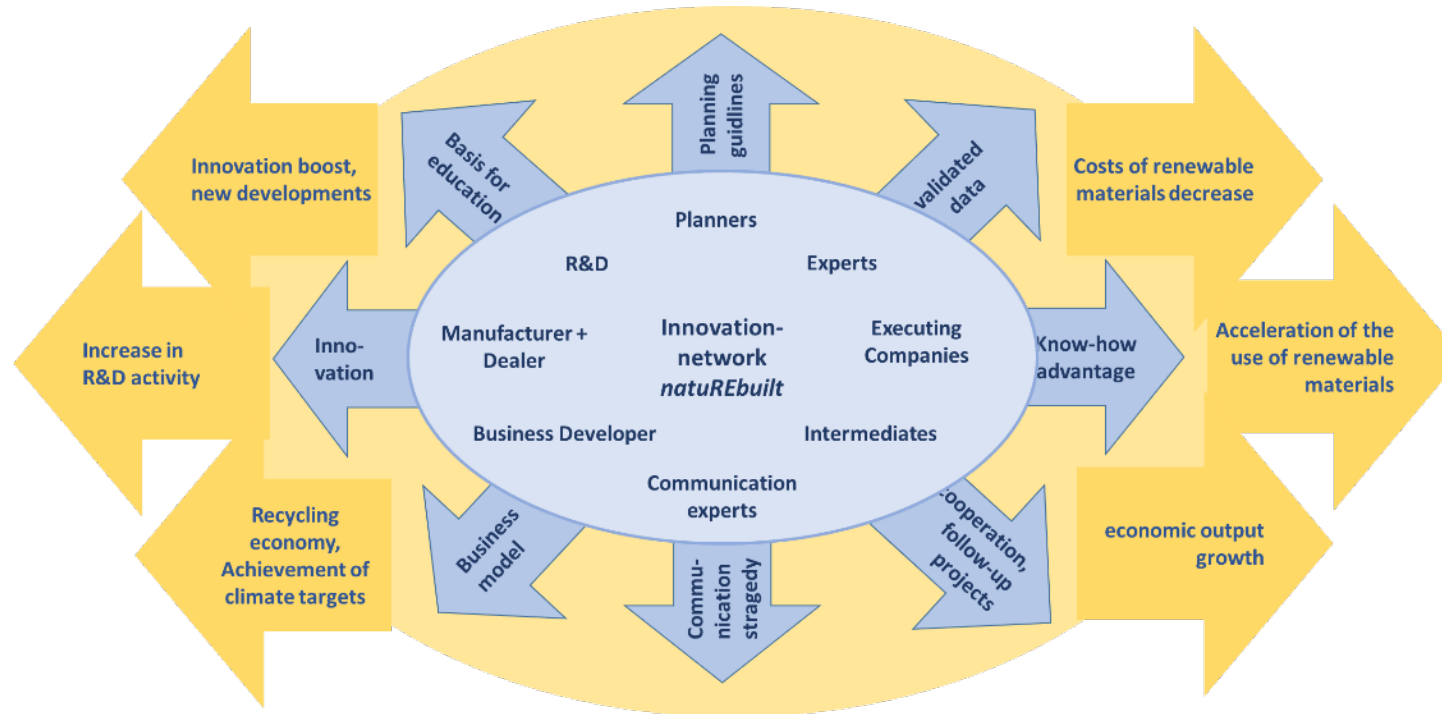 Planning
guidlines
Basis for
education
validated
data
Innovation boost,
new developments
Costs of renewable
materials decrease
Planners
R&D
Experts
Increase in
R&D activity
Inno-
vation
Manufacturer +
Dealer
Innovation-
network
natuREbuilt
Executing
Companies
Know-how
advantage
Acceleration of the
use of renewable
materials
Business Developer
Intermediates
Communication
experts
Recycling
economy,
Achievement of
climate targets
Business
model
Commu-
nication
stragedy
cooperation,
follow-up
projects
economic output
growth